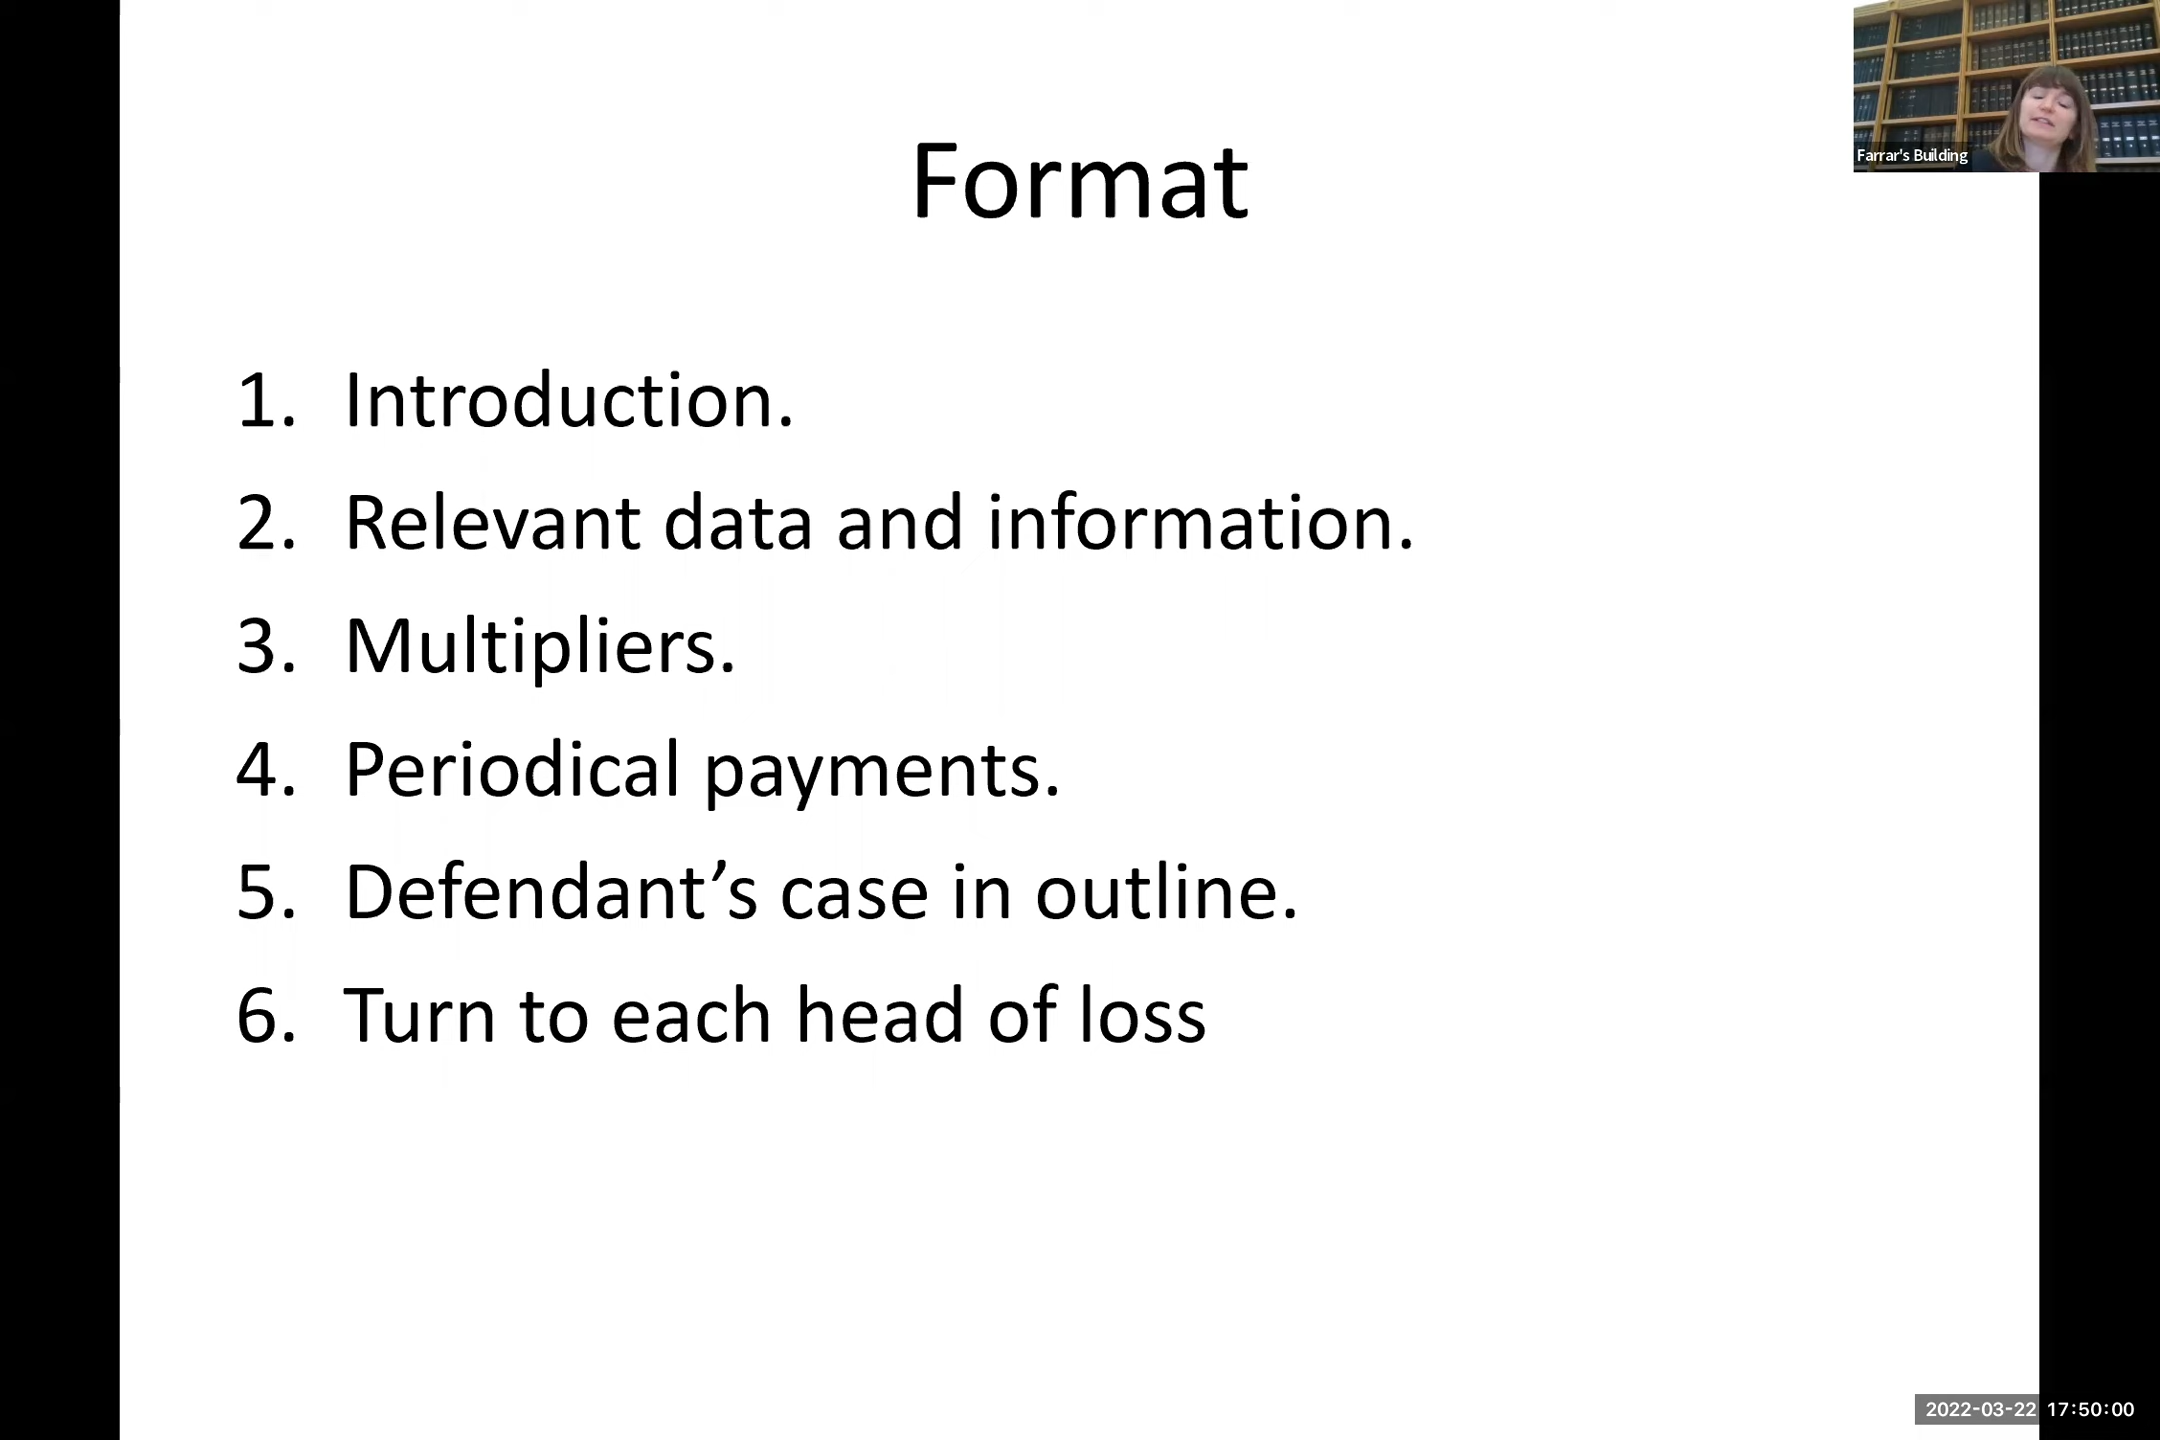 Format
Farrar's Building
1. Introduction.
2. Relevant data and information.
3. Multipliers.
4. Periodical payments.
5. Defendant’s case in outline.
6. Turn to each head of loss
2022-03-22 17:50:00